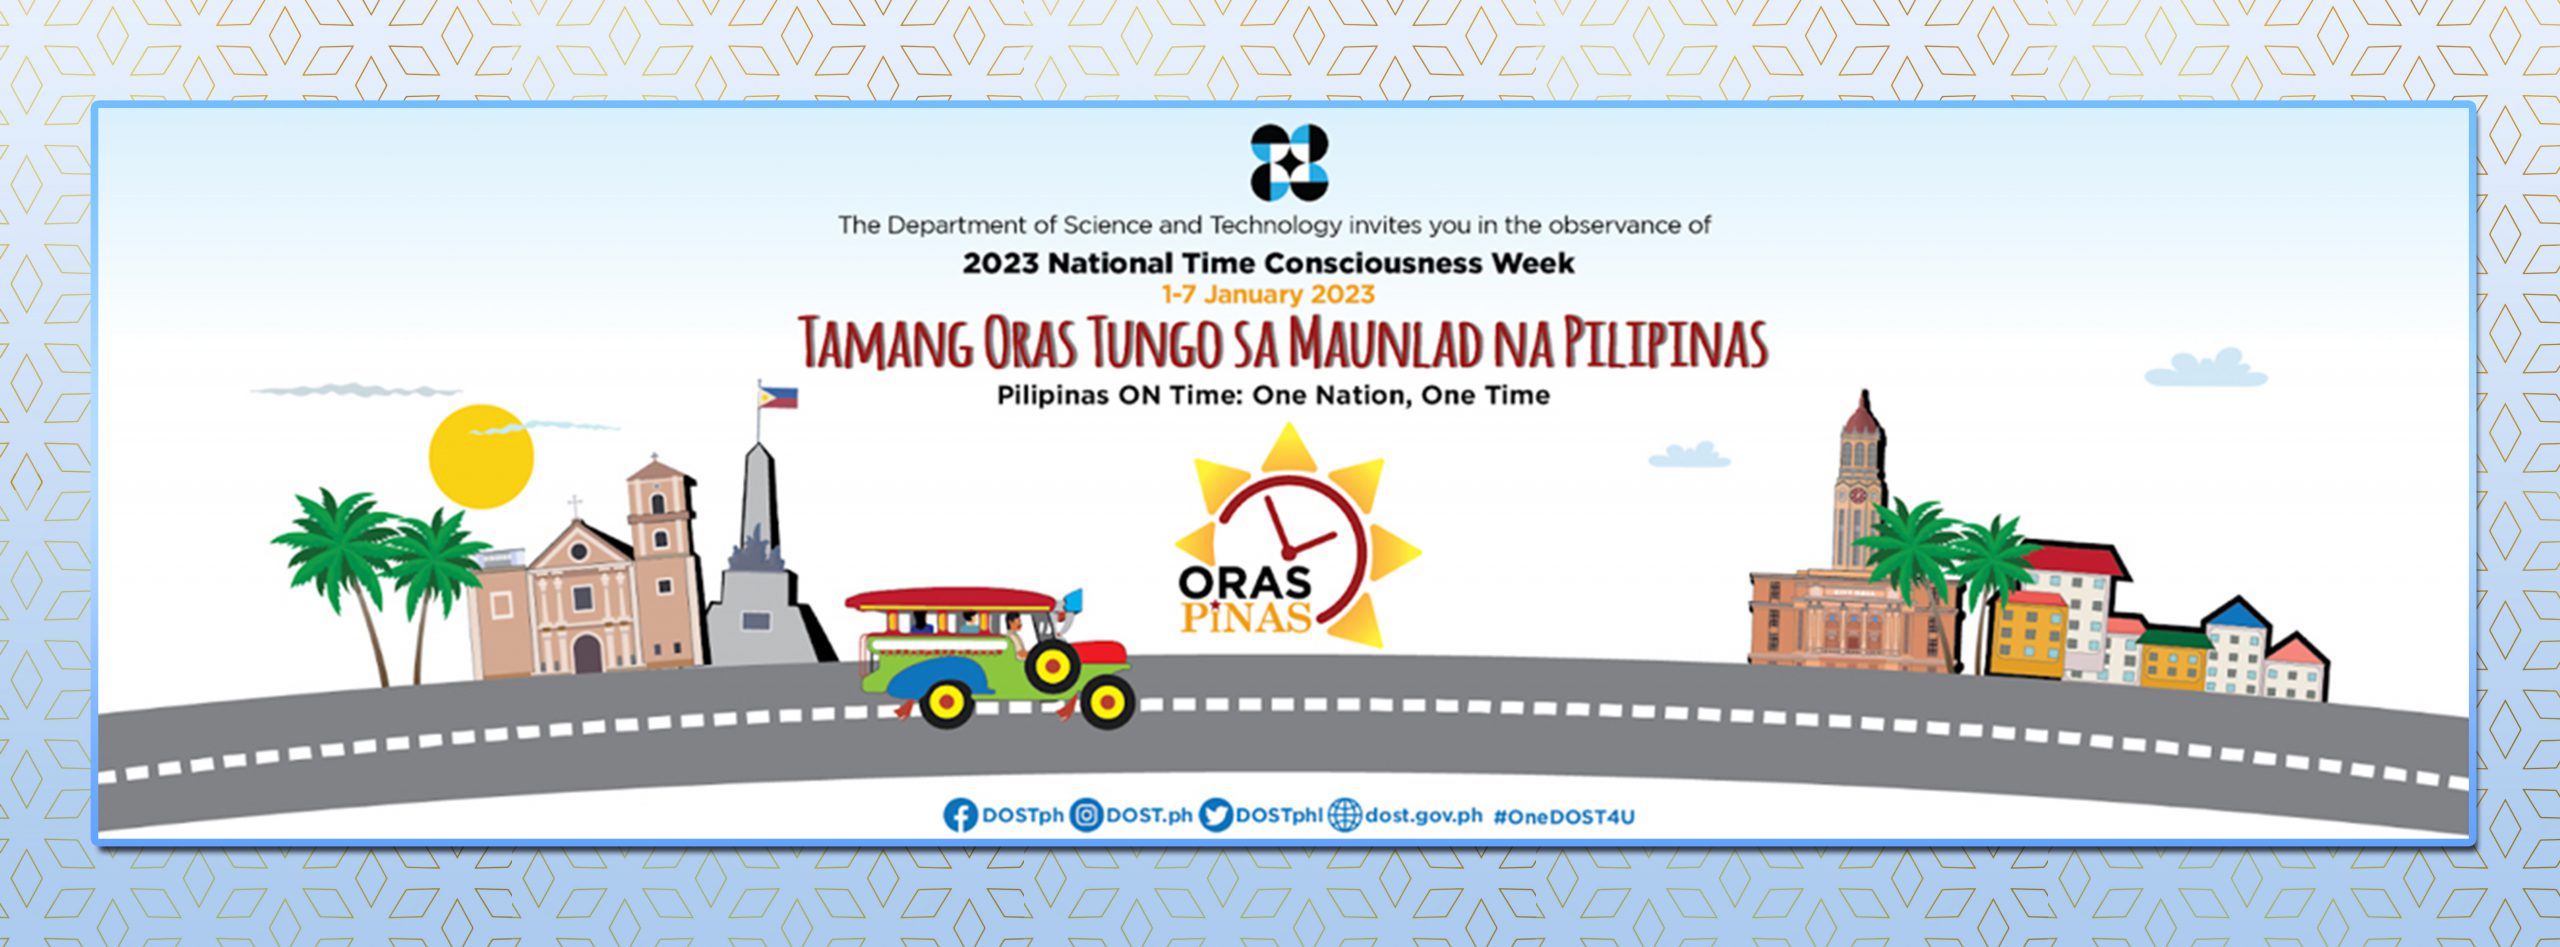 The Department of Science and Technology invites you in the observance of
2023 National Time Consciousness Week
1-7 January 2023
TAMANG ORAS TUNGO SA MAUNLAD NA PILIPINAS
Pilipinas ON Time: One Nation, One Time
ORAS
PiNAS
CITY HALL
DOSTph DOST.ph DOSTphl dost.gov.ph #OneDOST4U